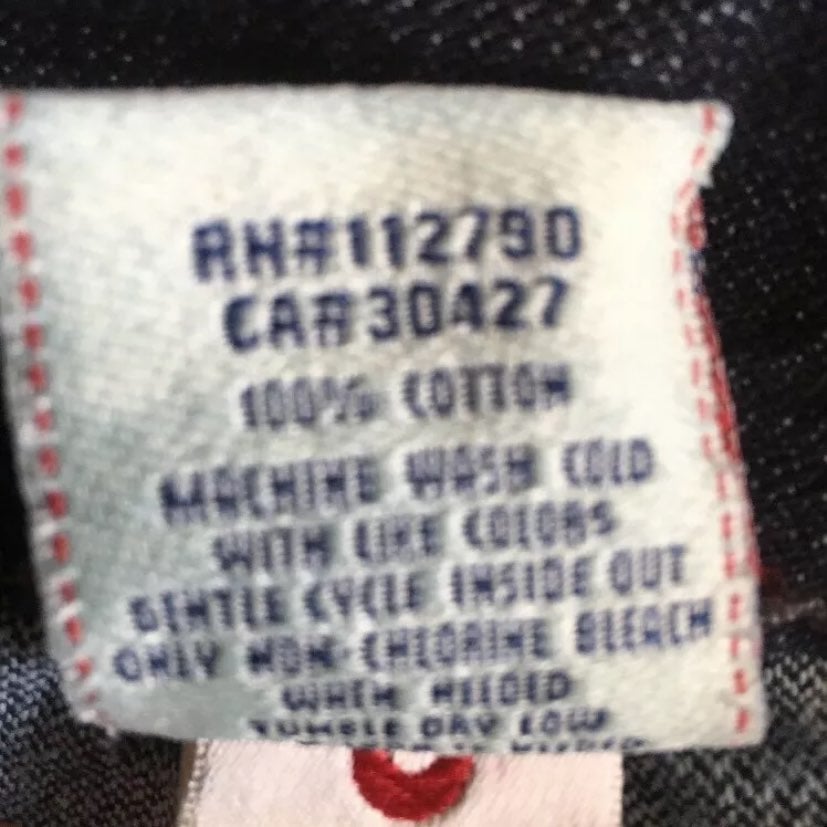 RN#112790
CA#30427
100% COTTON
MACHINE WASH COLD
WITH LIKE COLORS
GENTLE CYCLE INSIDE OUT
ONLY NON-CHLORINE BLEACH
WHEN NEEDED
TUMBLE DRY LOW